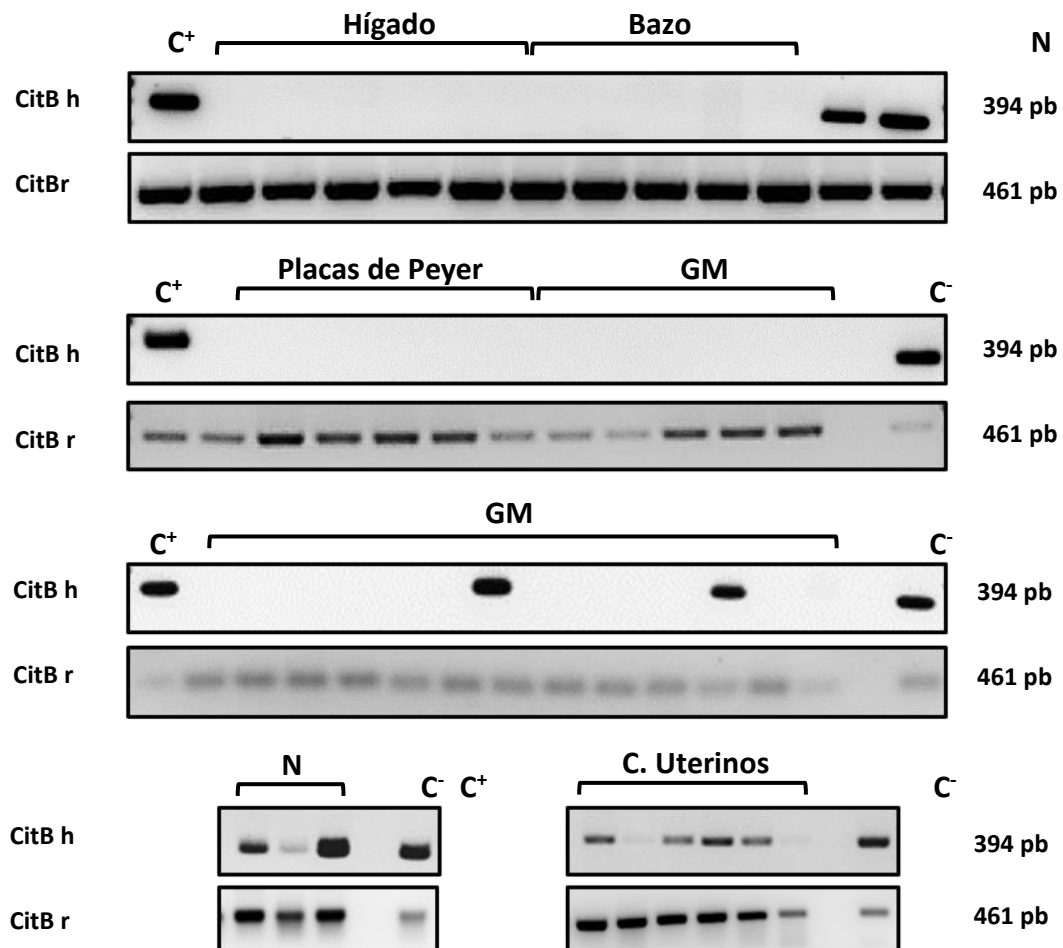 C+ Hígado Bazo N
CitB h 394 pb
CitBr 461 pb
Placas de Peyer GM
C+ C-
CitB h 394 pb
CitB r 461 pb
GM
C+ C-
CitB h 394 pb
CitB r 461 pb
N C- C+ C. Uterinos C-
CitB h 394 pb
CitB r 461 pb